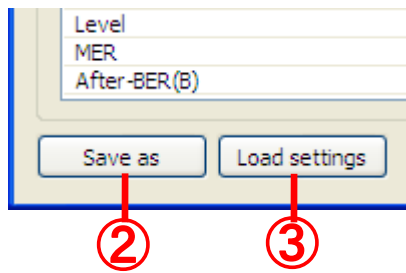 Level
MER
After-BER(B)
Save as Load settings
② ③